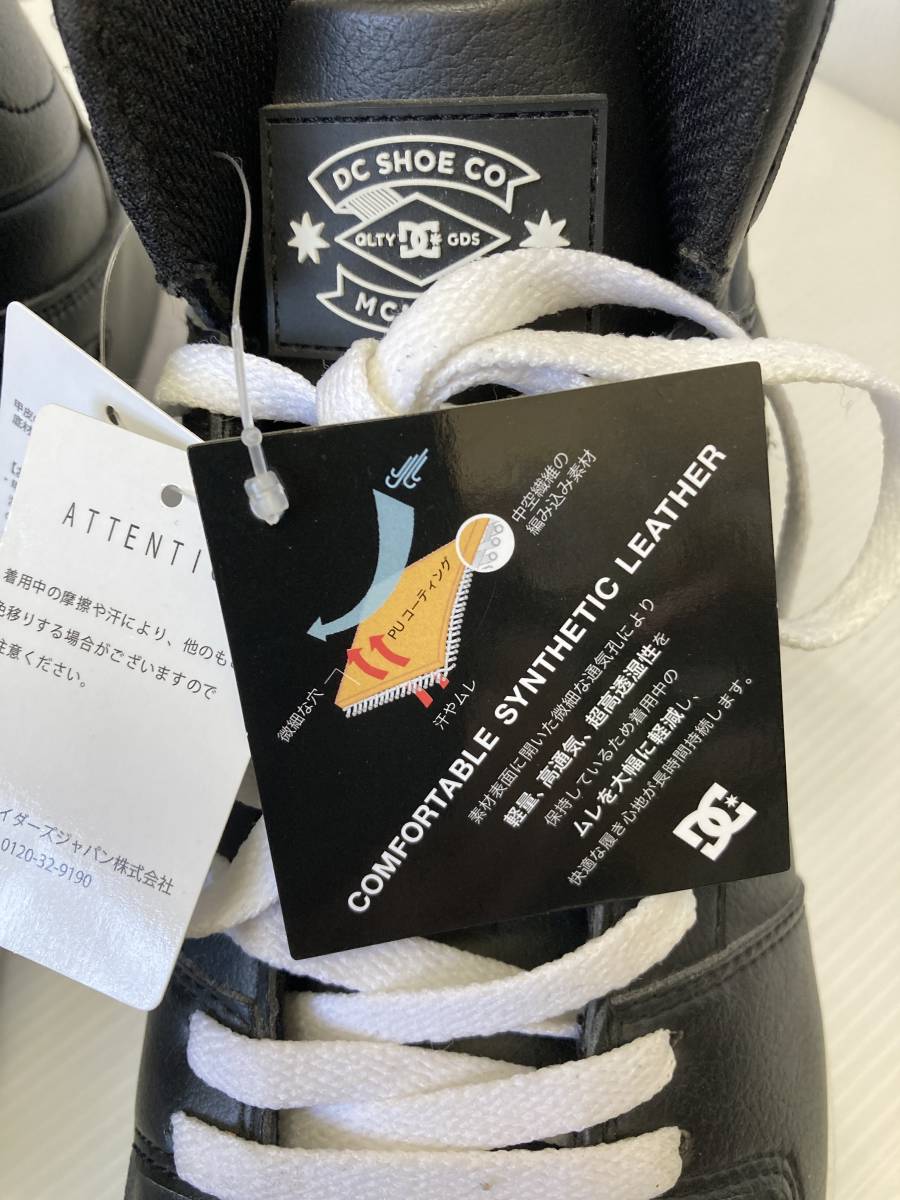 DC SHOE CO
QLTY DC GDS
中空繊維の
編み込み素材
PUコーティング
微細な穴
汗やムレ
COMFORTABLE SYNTHETIC LEATHER
素材表面に開いた微細な通気孔により
軽量、高通気、超高透湿性を
保持しているため着用中の
ムレを大幅に軽減し、
快適な履き心地が長時間持続します。
DC
甲皮
底材
ATTENTI
着用中の摩擦や汗により、他のも
色移りする場合がございますので
注意ください。
イダーズジャパン株式会社
0120-32-9190